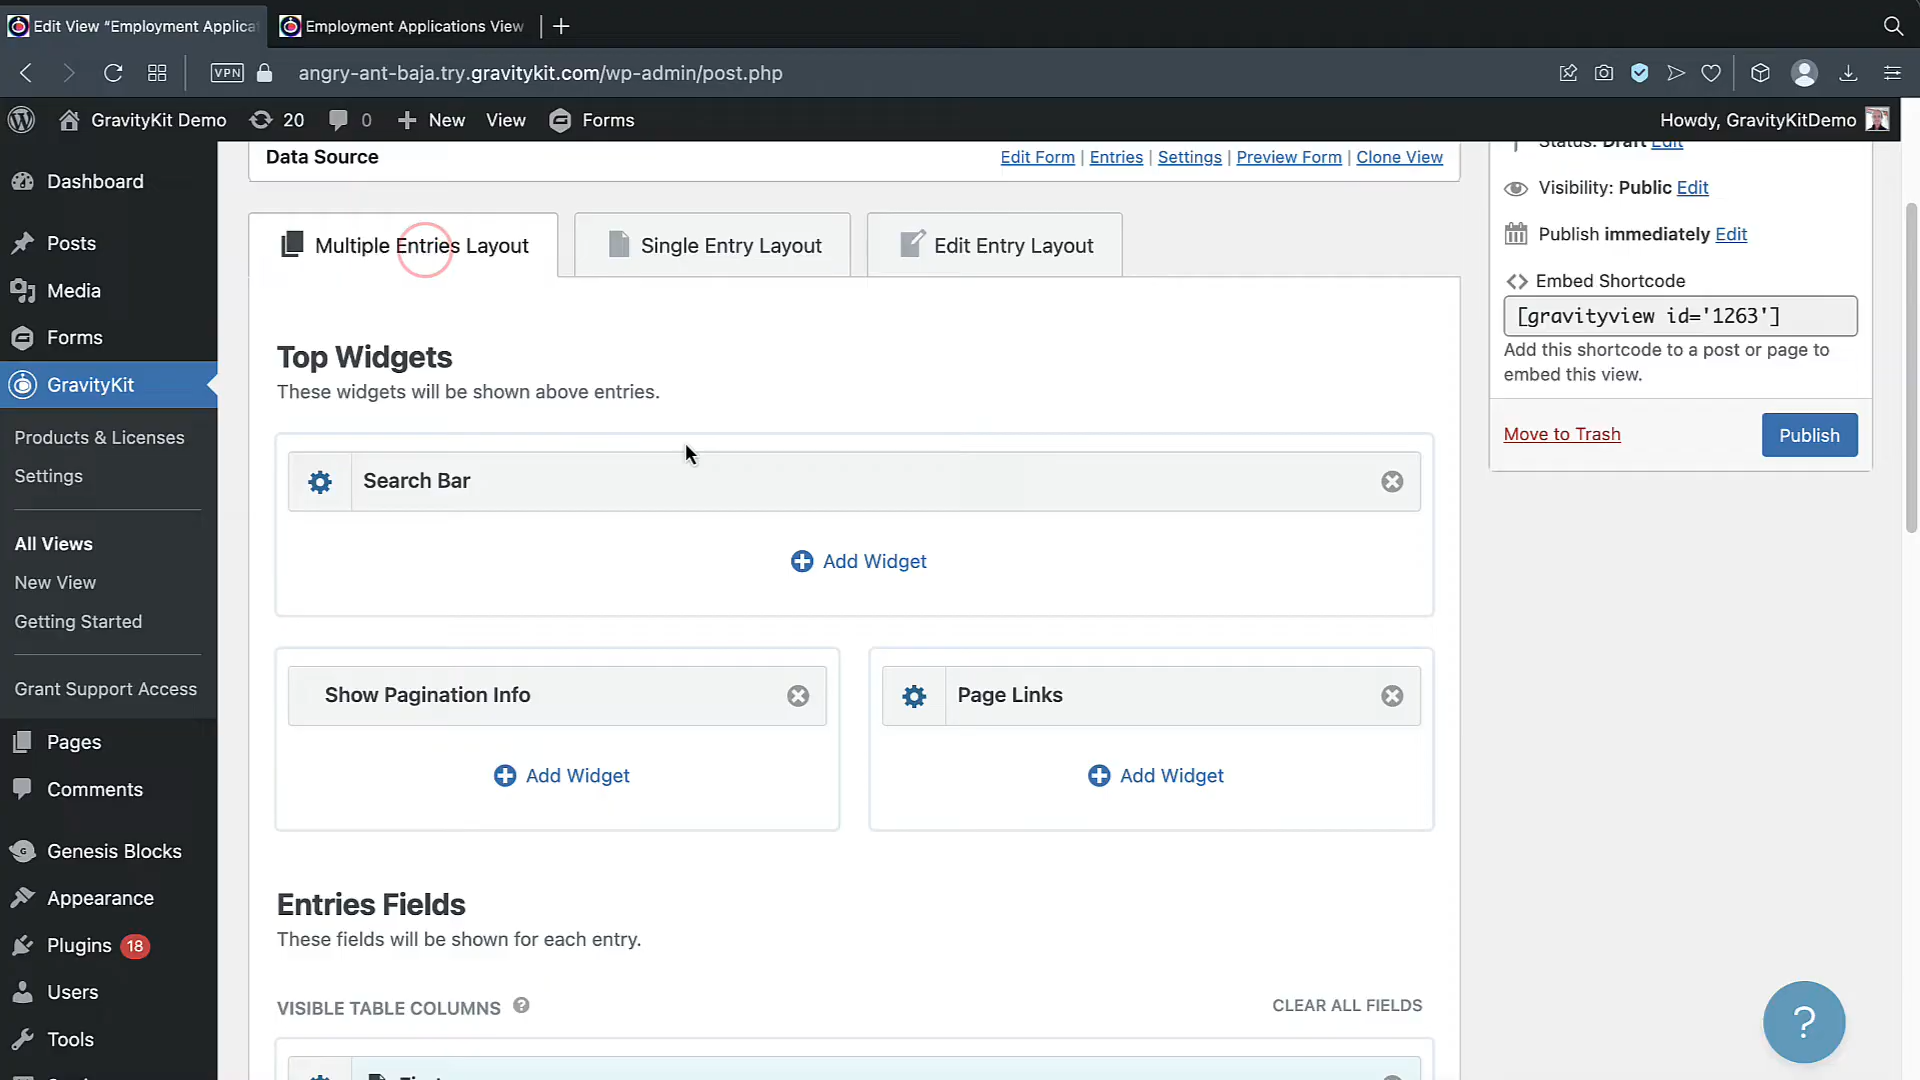 Edit View “Employment Applica
Employment Applications View
VPN
angry-ant-baja.try.gravitykit.com/wp-admin/post.php
GravityKit Demo
20
0
New
View
Forms
Howdy, GravityKitDemo
Dashboard
Posts
Media
Forms
GravityKit
Products & Licenses
Settings
All Views
New View
Getting Started
Grant Support Access
Pages
Comments
Genesis Blocks
Appearance
Plugins 18
Users
Tools
Data Source
Edit Form | Entries | Settings | Preview Form | Clone View
Multiple Entries Layout
Single Entry Layout
Edit Entry Layout
Top Widgets
These widgets will be shown above entries.
Search Bar
Add Widget
Show Pagination Info
Add Widget
Page Links
Add Widget
Entries Fields
These fields will be shown for each entry.
VISIBLE TABLE COLUMNS ?
CLEAR ALL FIELDS
Status: Draft Edit
Visibility: Public Edit
Publish immediately Edit
Embed Shortcode
[gravityview id='1263']
Add this shortcode to a post or page to
embed this view.
Move to Trash
Publish
?